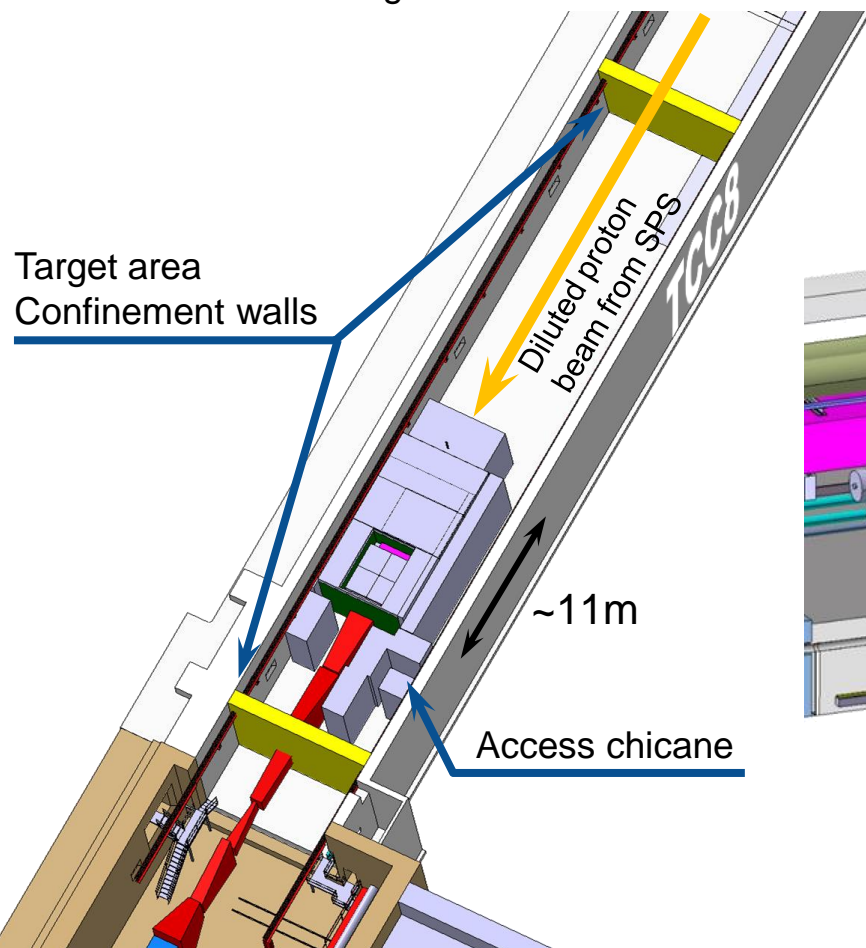 Diluted proton
beam from SPS
TCC8
Target area
Confinement walls
~11m
Access chicane